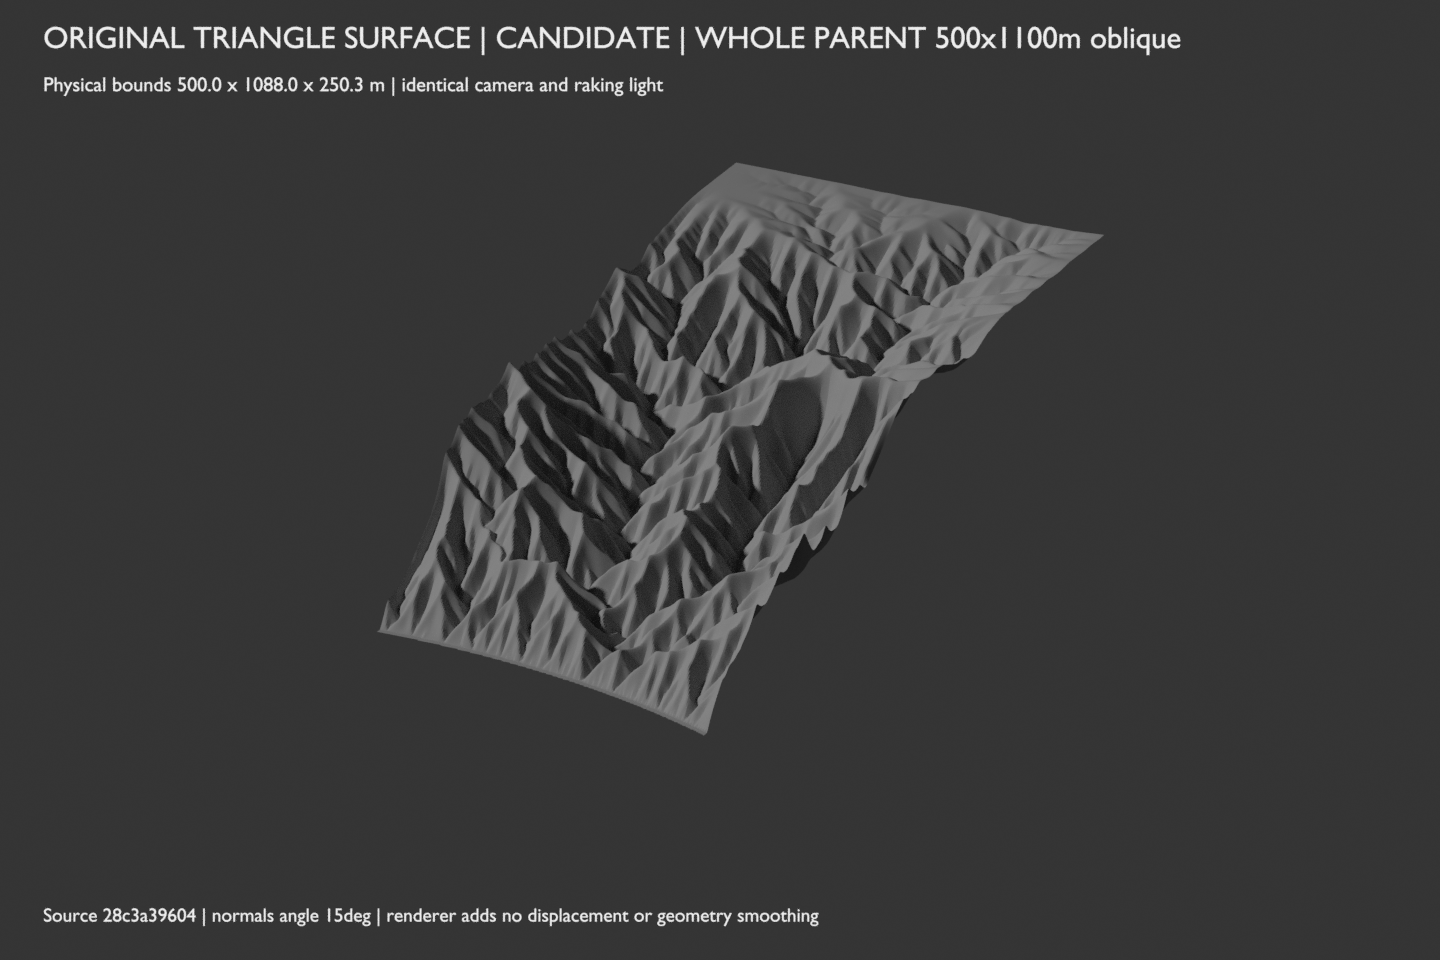 ORIGINAL TRIANGLE SURFACE | CANDIDATE | WHOLE PARENT 500x1100m oblique
Physical bounds 500.0 x 1088.0 x 250.3 m | identical camera and raking light
Source 28c3a39604 | normals angle 15deg | renderer adds no displacement or geometry smoothing